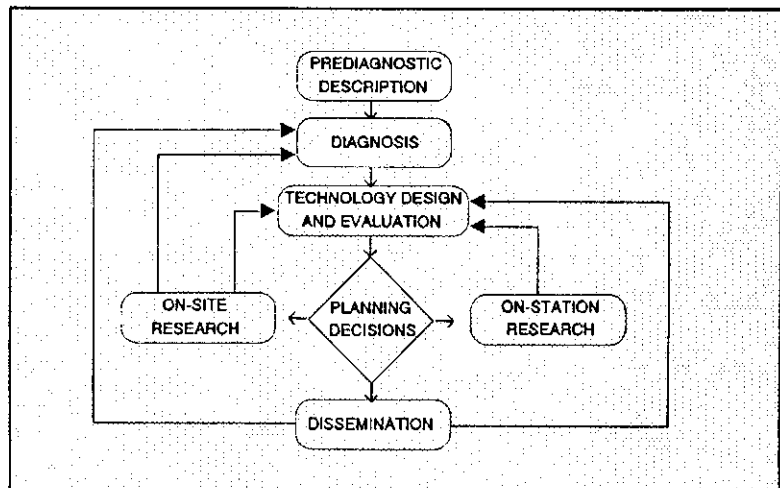 PREDIAGNOSTIC
DESCRIPTION
DIAGNOSIS
TECHNOLOGY DESIGN
AND EVALUATION
ON-SITE
RESEARCH
PLANNING
DECISIONS
ON-STATION
RESEARCH
DISSEMINATION